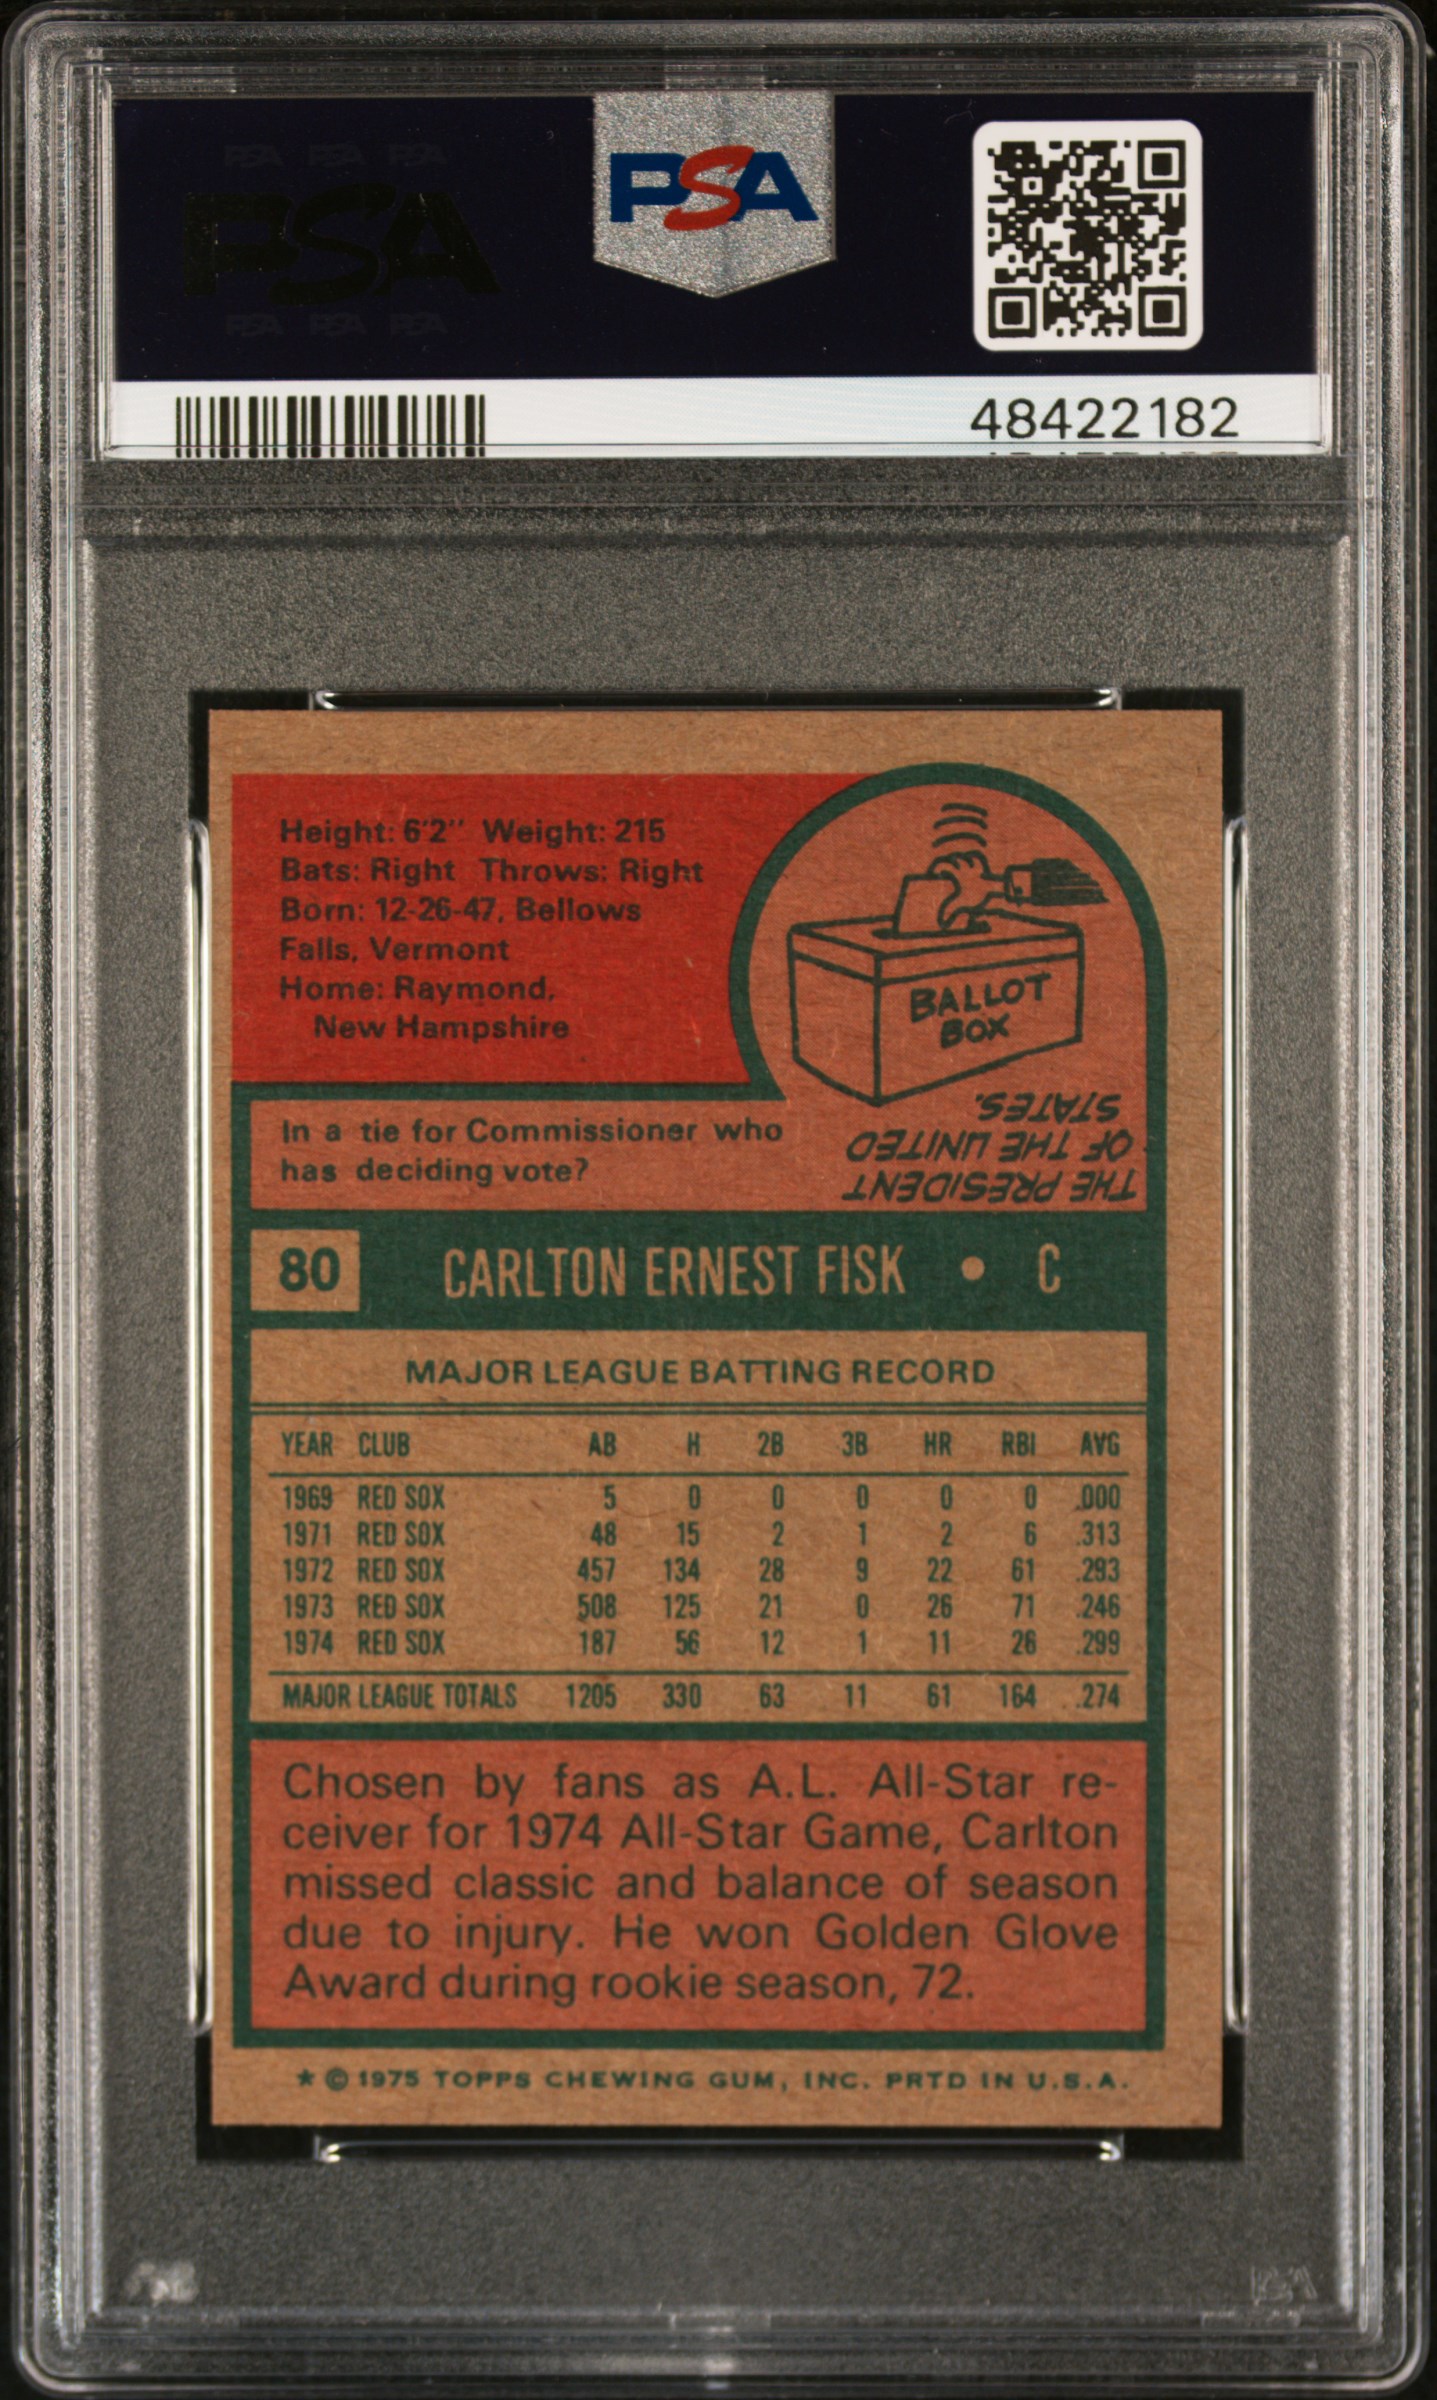 PSA PSA PSA
PSA
PSA PSA PSA
PSA
48422182
Height: 6'2" Weight: 215
Bats: Right Throws: Right
Born: 12-26-47, Bellows
Falls, Vermont
Home: Raymond,
New Hampshire
BALLOT
BOX
In a tie for Commissioner who
has deciding vote?
THE PRESIDENT
OF THE UNITED
STATES.
80 CARLTON ERNEST FISK • C
MAJOR LEAGUE BATTING RECORD
YEAR CLUB AB H 2B 3B HR RBI AVG
1969 RED SOX 5 0 0 0 0 0 .000
1971 RED SOX 48 15 2 1 2 6 .313
1972 RED SOX 457 134 28 9 22 61 .293
1973 RED SOX 508 125 21 0 26 71 .246
1974 RED SOX 187 56 12 1 11 26 .299
MAJOR LEAGUE TOTALS 1205 330 63 11 61 164 .274
Chosen by fans as A.L. All-Star re-
ceiver for 1974 All-Star Game, Carlton
missed classic and balance of season
due to injury. He won Golden Glove
Award during rookie season, 72.
★ © 1975 TOPPS CHEWING GUM, INC. PRTD IN U.S.A.